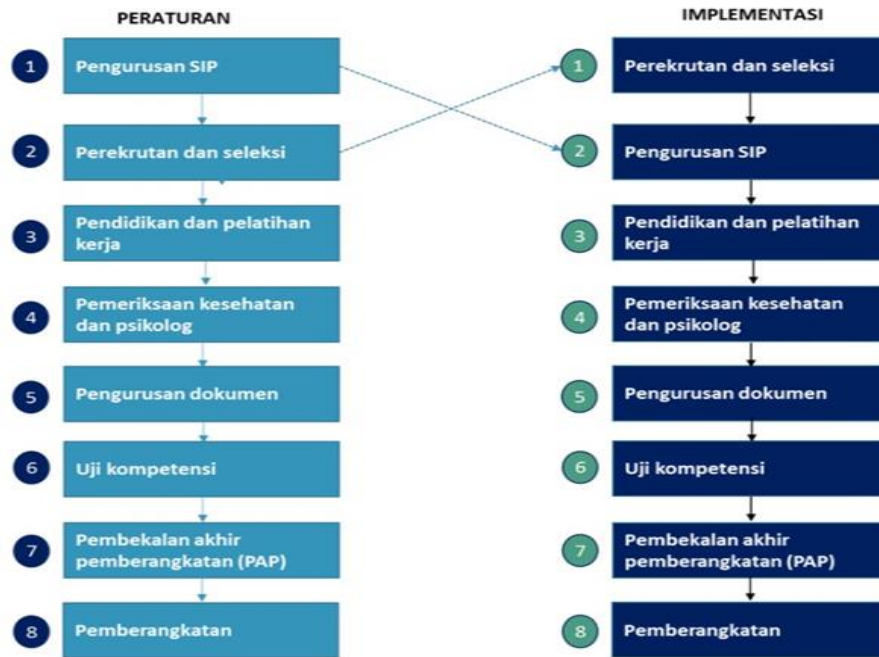 PERATURAN
1
Pengurusan SIP
2
Perekrutan dan seleksi
3
Pendidikan dan pelatihan
kerja
4
Pemeriksaan kesehatan
dan psikolog
5
Pengurusan dokumen
6
Uji kompetensi
7
Pembekalan akhir
pemberangkatan (PAP)
8
Pemberangkatan
IMPLEMENTASI
1
Perekrutan dan seleksi
2
Pengurusan SIP
3
Pendidikan dan pelatihan
kerja
4
Pemeriksaan kesehatan
dan psikolog
5
Pengurusan dokumen
6
Uji kompetensi
7
Pembekalan akhir
pemberangkatan (PAP)
8
Pemberangkatan